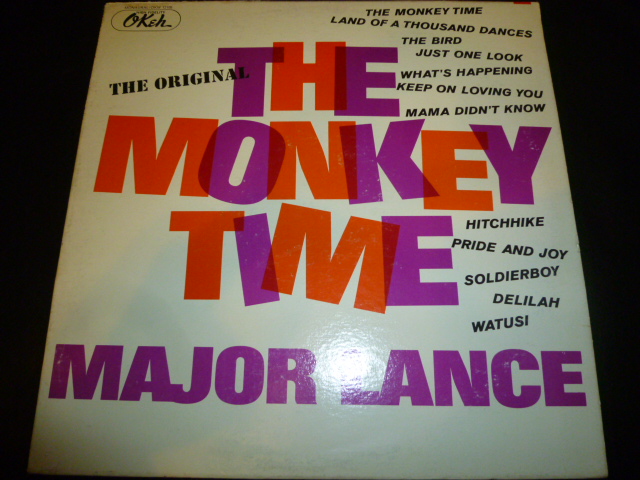 OKeh
THE MONKEY TIME
LAND OF A THOUSAND DANCES
THE BIRD
JUST ONE LOOK
WHAT'S HAPPENING
KEEP ON LOVING YOU
MAMA DIDN'T KNOW
THE ORIGINAL
THE
MONKEY
TIME
HITCHHIKE
PRIDE AND JOY
SOLDIERBOY
DELILAH
WATUSI
MAJOR LANCE